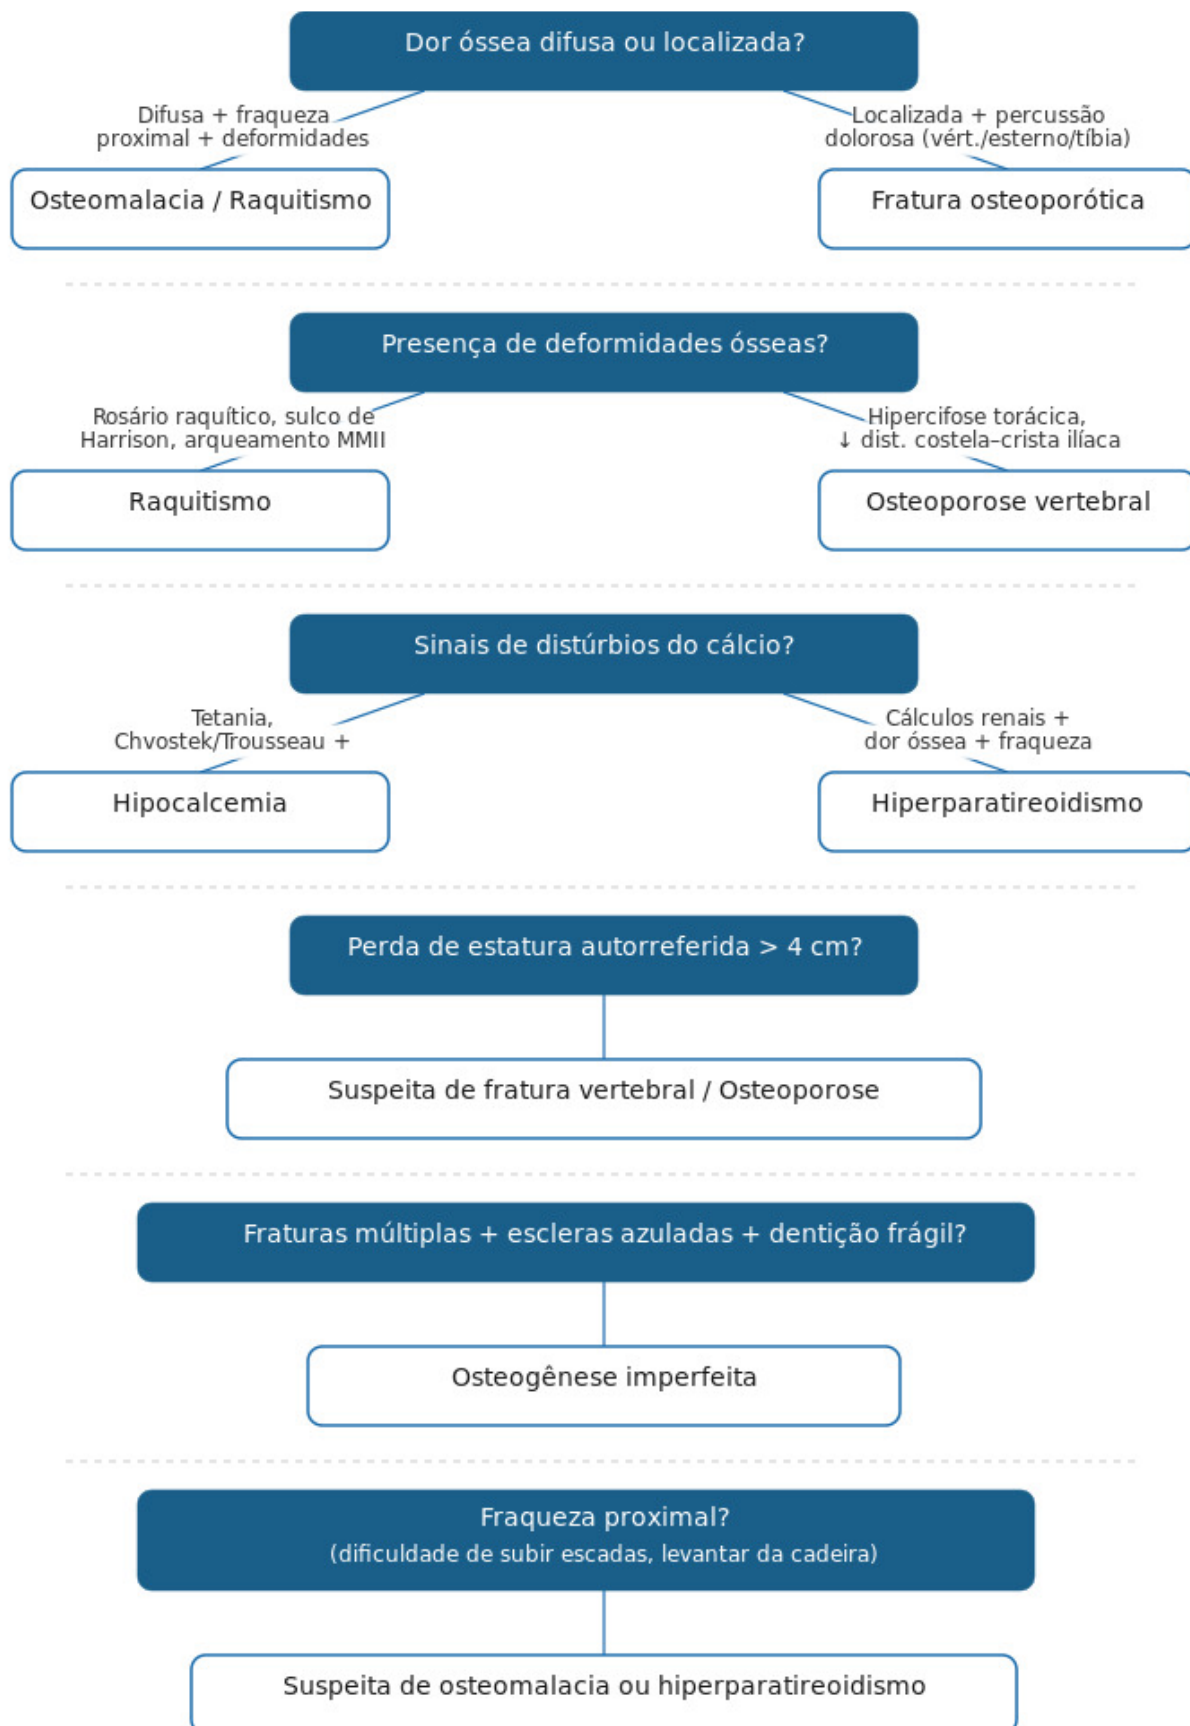 Dor óssea difusa ou localizada?
Difusa + fraqueza
proximal + deformidades
Localizada + percussão
dolorosa (vért./esterno/tíbia)
Osteomalacia / Raquitismo
Fratura osteoporótica
Presença de deformidades ósseas?
Rosário raquítico, sulco de
Harrison, arqueamento MMII
Hipercifose torácica,
↓ dist. costela–crista ilíaca
Raquitismo
Osteoporose vertebral
Sinais de distúrbios do cálcio?
Tetania,
Chvostek/Trousseau +
Cálculos renais +
dor óssea + fraqueza
Hipocalcemia
Hiperparatireoidismo
Perda de estatura autorreferida > 4 cm?
Suspeita de fratura vertebral / Osteoporose
Fraturas múltiplas + escleras azuladas + dentição frágil?
Osteogênese imperfeita
Fraqueza proximal?
(dificuldade de subir escadas, levantar da cadeira)
Suspeita de osteomalacia ou hiperparatireoidismo